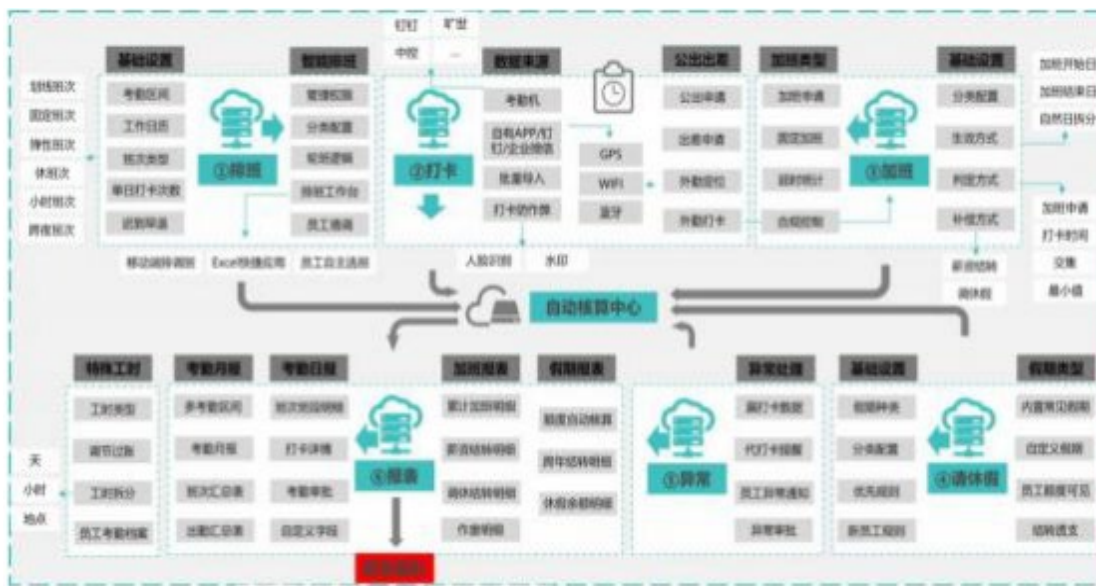 钉钉
旷世
中控
...
基础设置
智能排班
数据来源
公出出差
加班类型
基础设置
划线班次
固定班次
弹性班次
休班次
小时班次
跨夜班次
考勤区间
工作日历
班次类型
单日打卡次数
迟到早退
①排班
管理权限
分类配置
轮班逻辑
排班工作台
员工借调
移动端排调班
Excel快捷应用
员工自主选班
②打卡
考勤机
自有APP/钉
钉/企业微信
批量导入
打卡防作弊
GPS
WIFI
蓝牙
人脸识别
水印
公出申请
出差申请
外勤定位
外勤打卡
加班申请
固定加班
超时统计
合规控制
③加班
分类配置
生效方式
判定方式
补偿方式
加班开始日
加班结束日
自然日拆分
加班申请
打卡时间
交集
最小值
薪资结转
调休假
自动核算中心
特殊工时
考勤月报
考勤日报
加班报表
假期报表
异常处理
基础设置
假期类型
工时类型
调节过账
工时拆分
员工考勤档案
天
小时
地点
多考勤区间
考勤月报
班次汇总表
出勤汇总表
班次时段明细
打卡详情
考勤审批
自定义字段
⑥报表
累计加班明细
薪资结转明细
调休结转明细
作废明细
额度自动核算
跨年结转明细
休假余额明细
⑤异常
漏打卡数据
代打卡提醒
员工异常通知
异常审批
假期种类
分类配置
优先规则
新员工规则
④请休假
内置常见假期
自定义假期
员工额度可见
结转透支